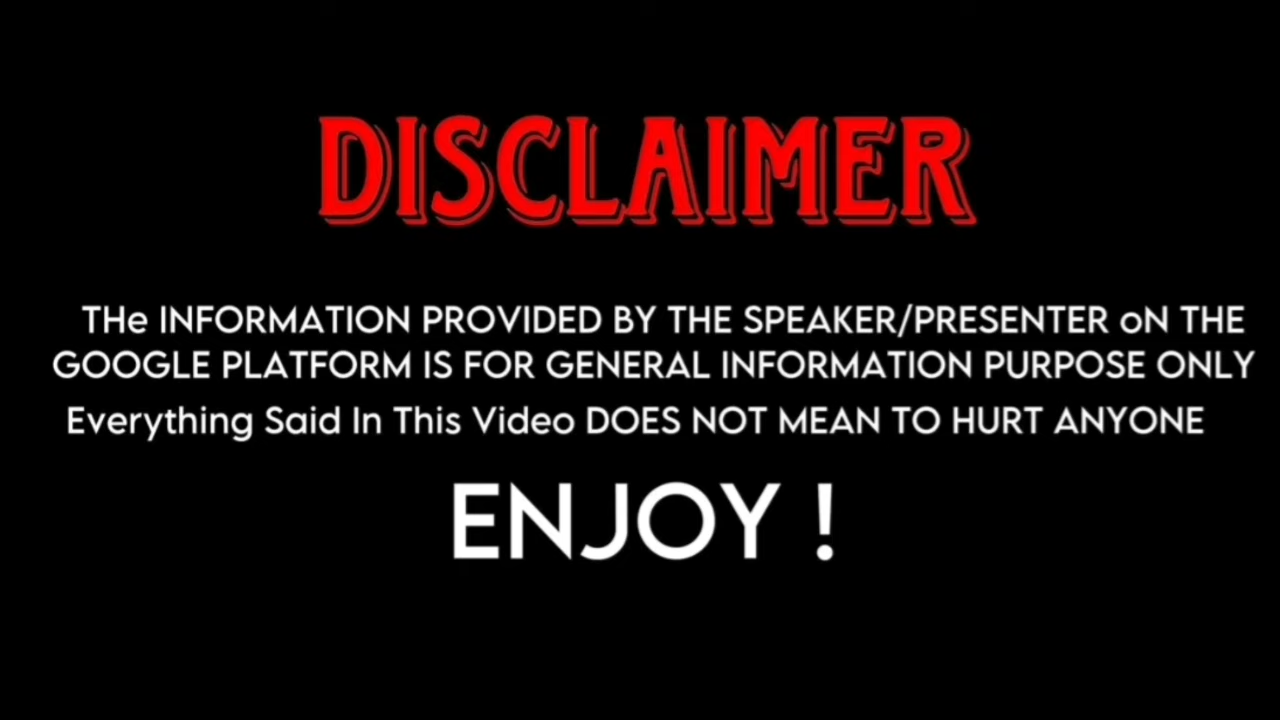 DISCLAIMER
THe INFORMATION PROVIDED BY THE SPEAKER/PRESENTER oN THE
GOOGLE PLATFORM IS FOR GENERAL INFORMATION PURPOSE ONLY
Everything Said In This Video DOES NOT MEAN TO HURT ANYONE
ENJOY !